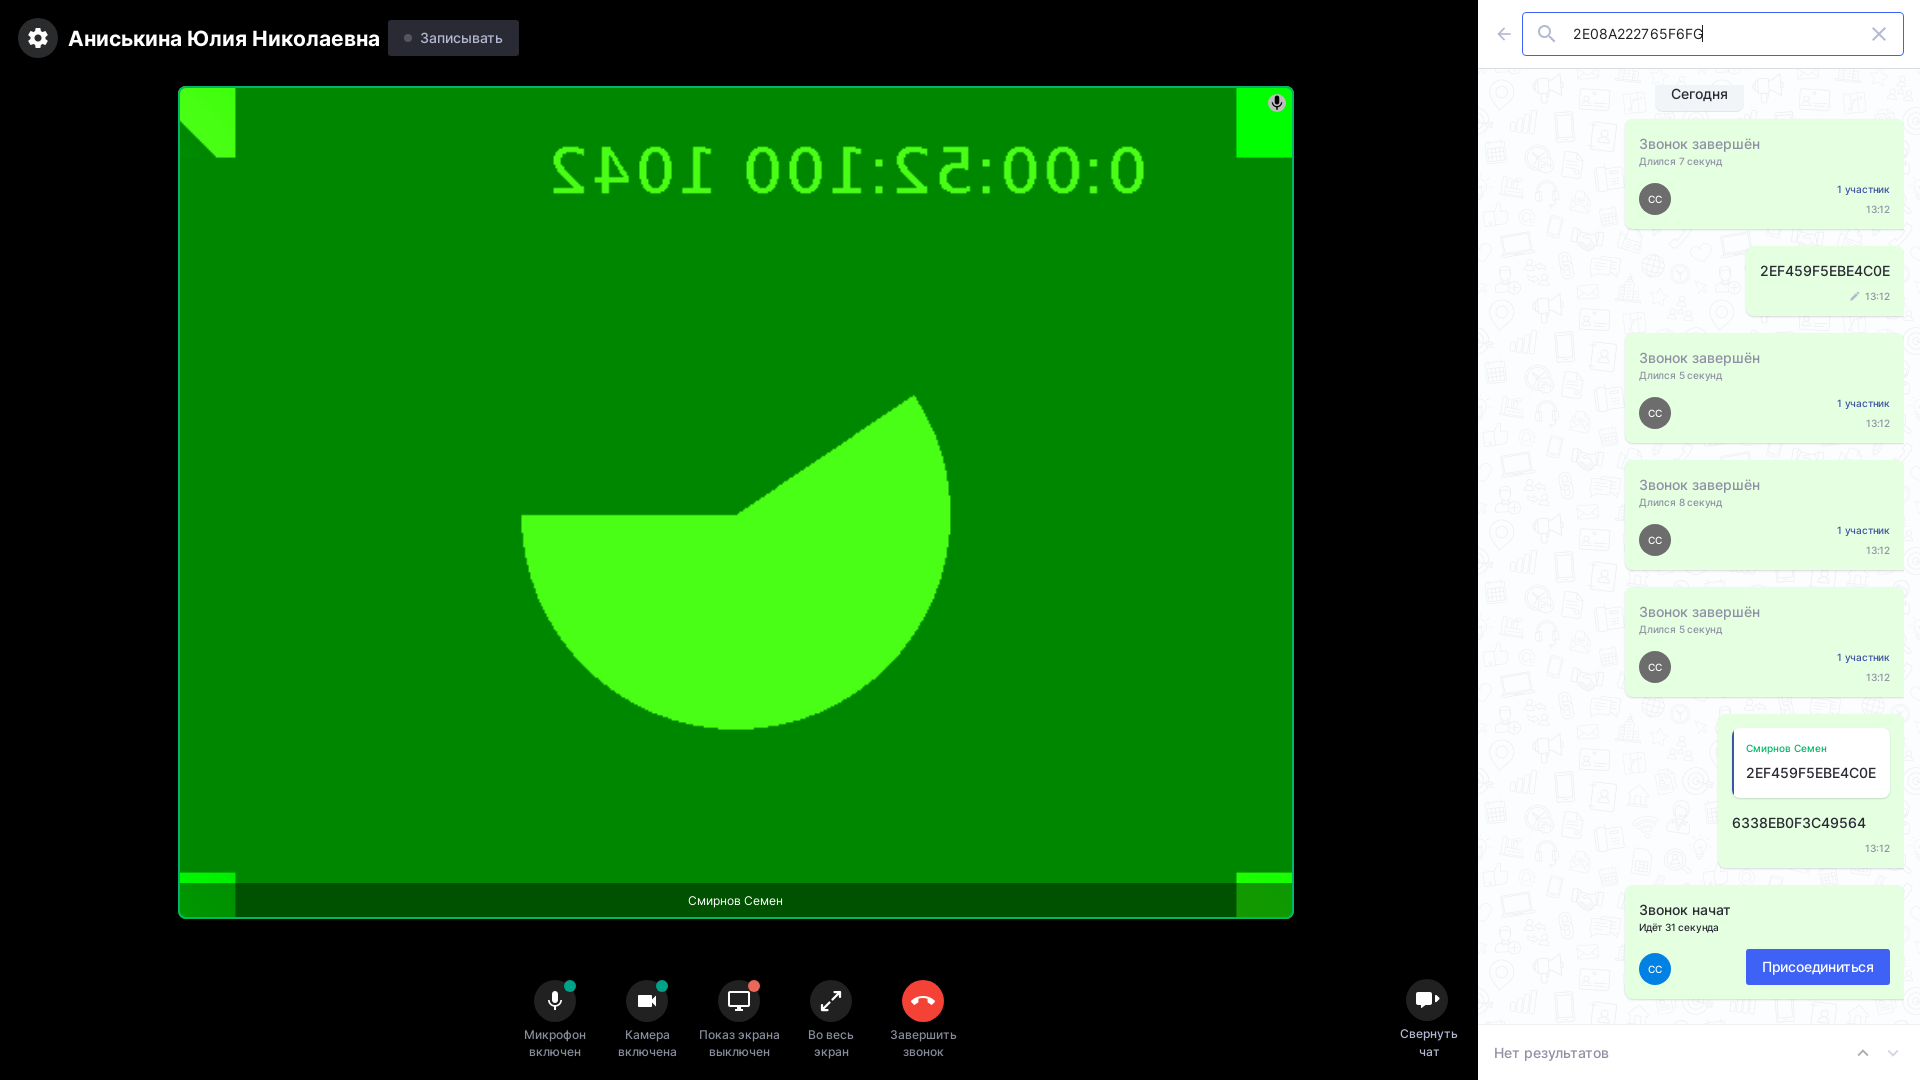 Аниськина Юлия Николаевна
Записывать
0:00:52:100 1042
Смирнов Семен
Микрофон включен
Камера включена
Показ экрана выключен
Во весь экран
Завершить звонок
Свернуть чат
2E08A222765F6FG
Сегодня
Звонок завершён
Длился 7 секунд
СС
1 участник
13:12
2EF459F5EBE4C0E
13:12
Звонок завершён
Длился 5 секунд
СС
1 участник
13:12
Звонок завершён
Длился 8 секунд
СС
1 участник
13:12
Звонок завершён
Длился 5 секунд
СС
1 участник
13:12
Смирнов Семен
2EF459F5EBE4C0E
6338EB0F3C49564
13:12
Звонок начат
Идёт 31 секунда
СС
Присоединиться
Нет результатов